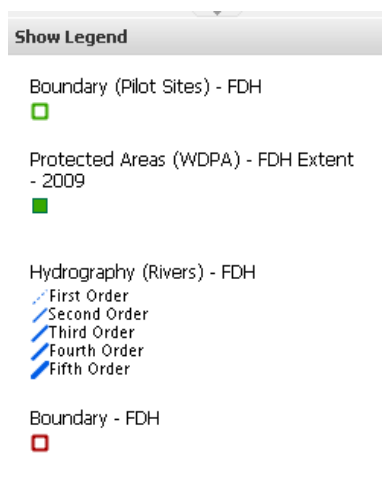 Show Legend
Boundary (Pilot Sites) - FDH
Protected Areas (WDPA) - FDH Extent
- 2009
Hydrography (Rivers) - FDH
First Order
Second Order
Third Order
Fourth Order
Fifth Order
Boundary - FDH